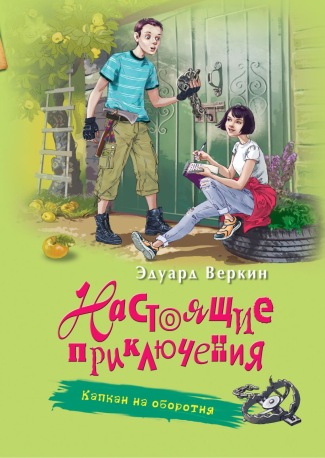 Эдуард Веркин
Настоящие
приключения
Капкан на оборотня